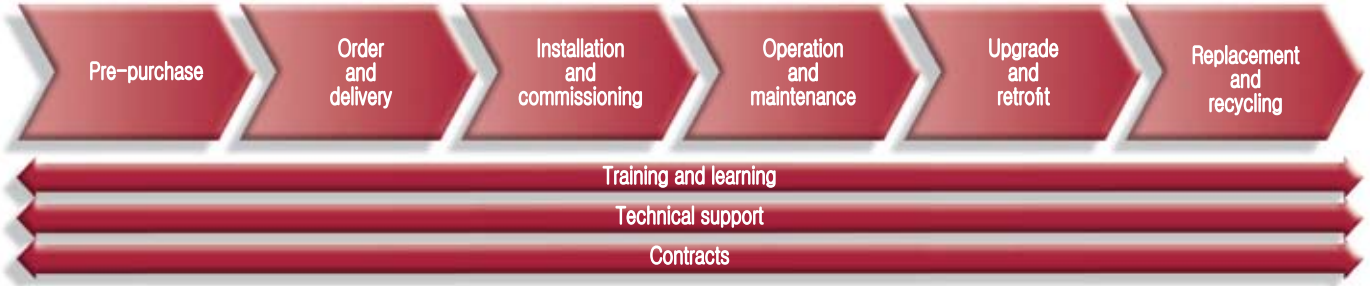 Pre-purchase
Order
and
delivery
Installation
and
commissioning
Operation
and
maintenance
Upgrade
and
retrofit
Replacement
and
recycling
Training and learning
Technical support
Contracts